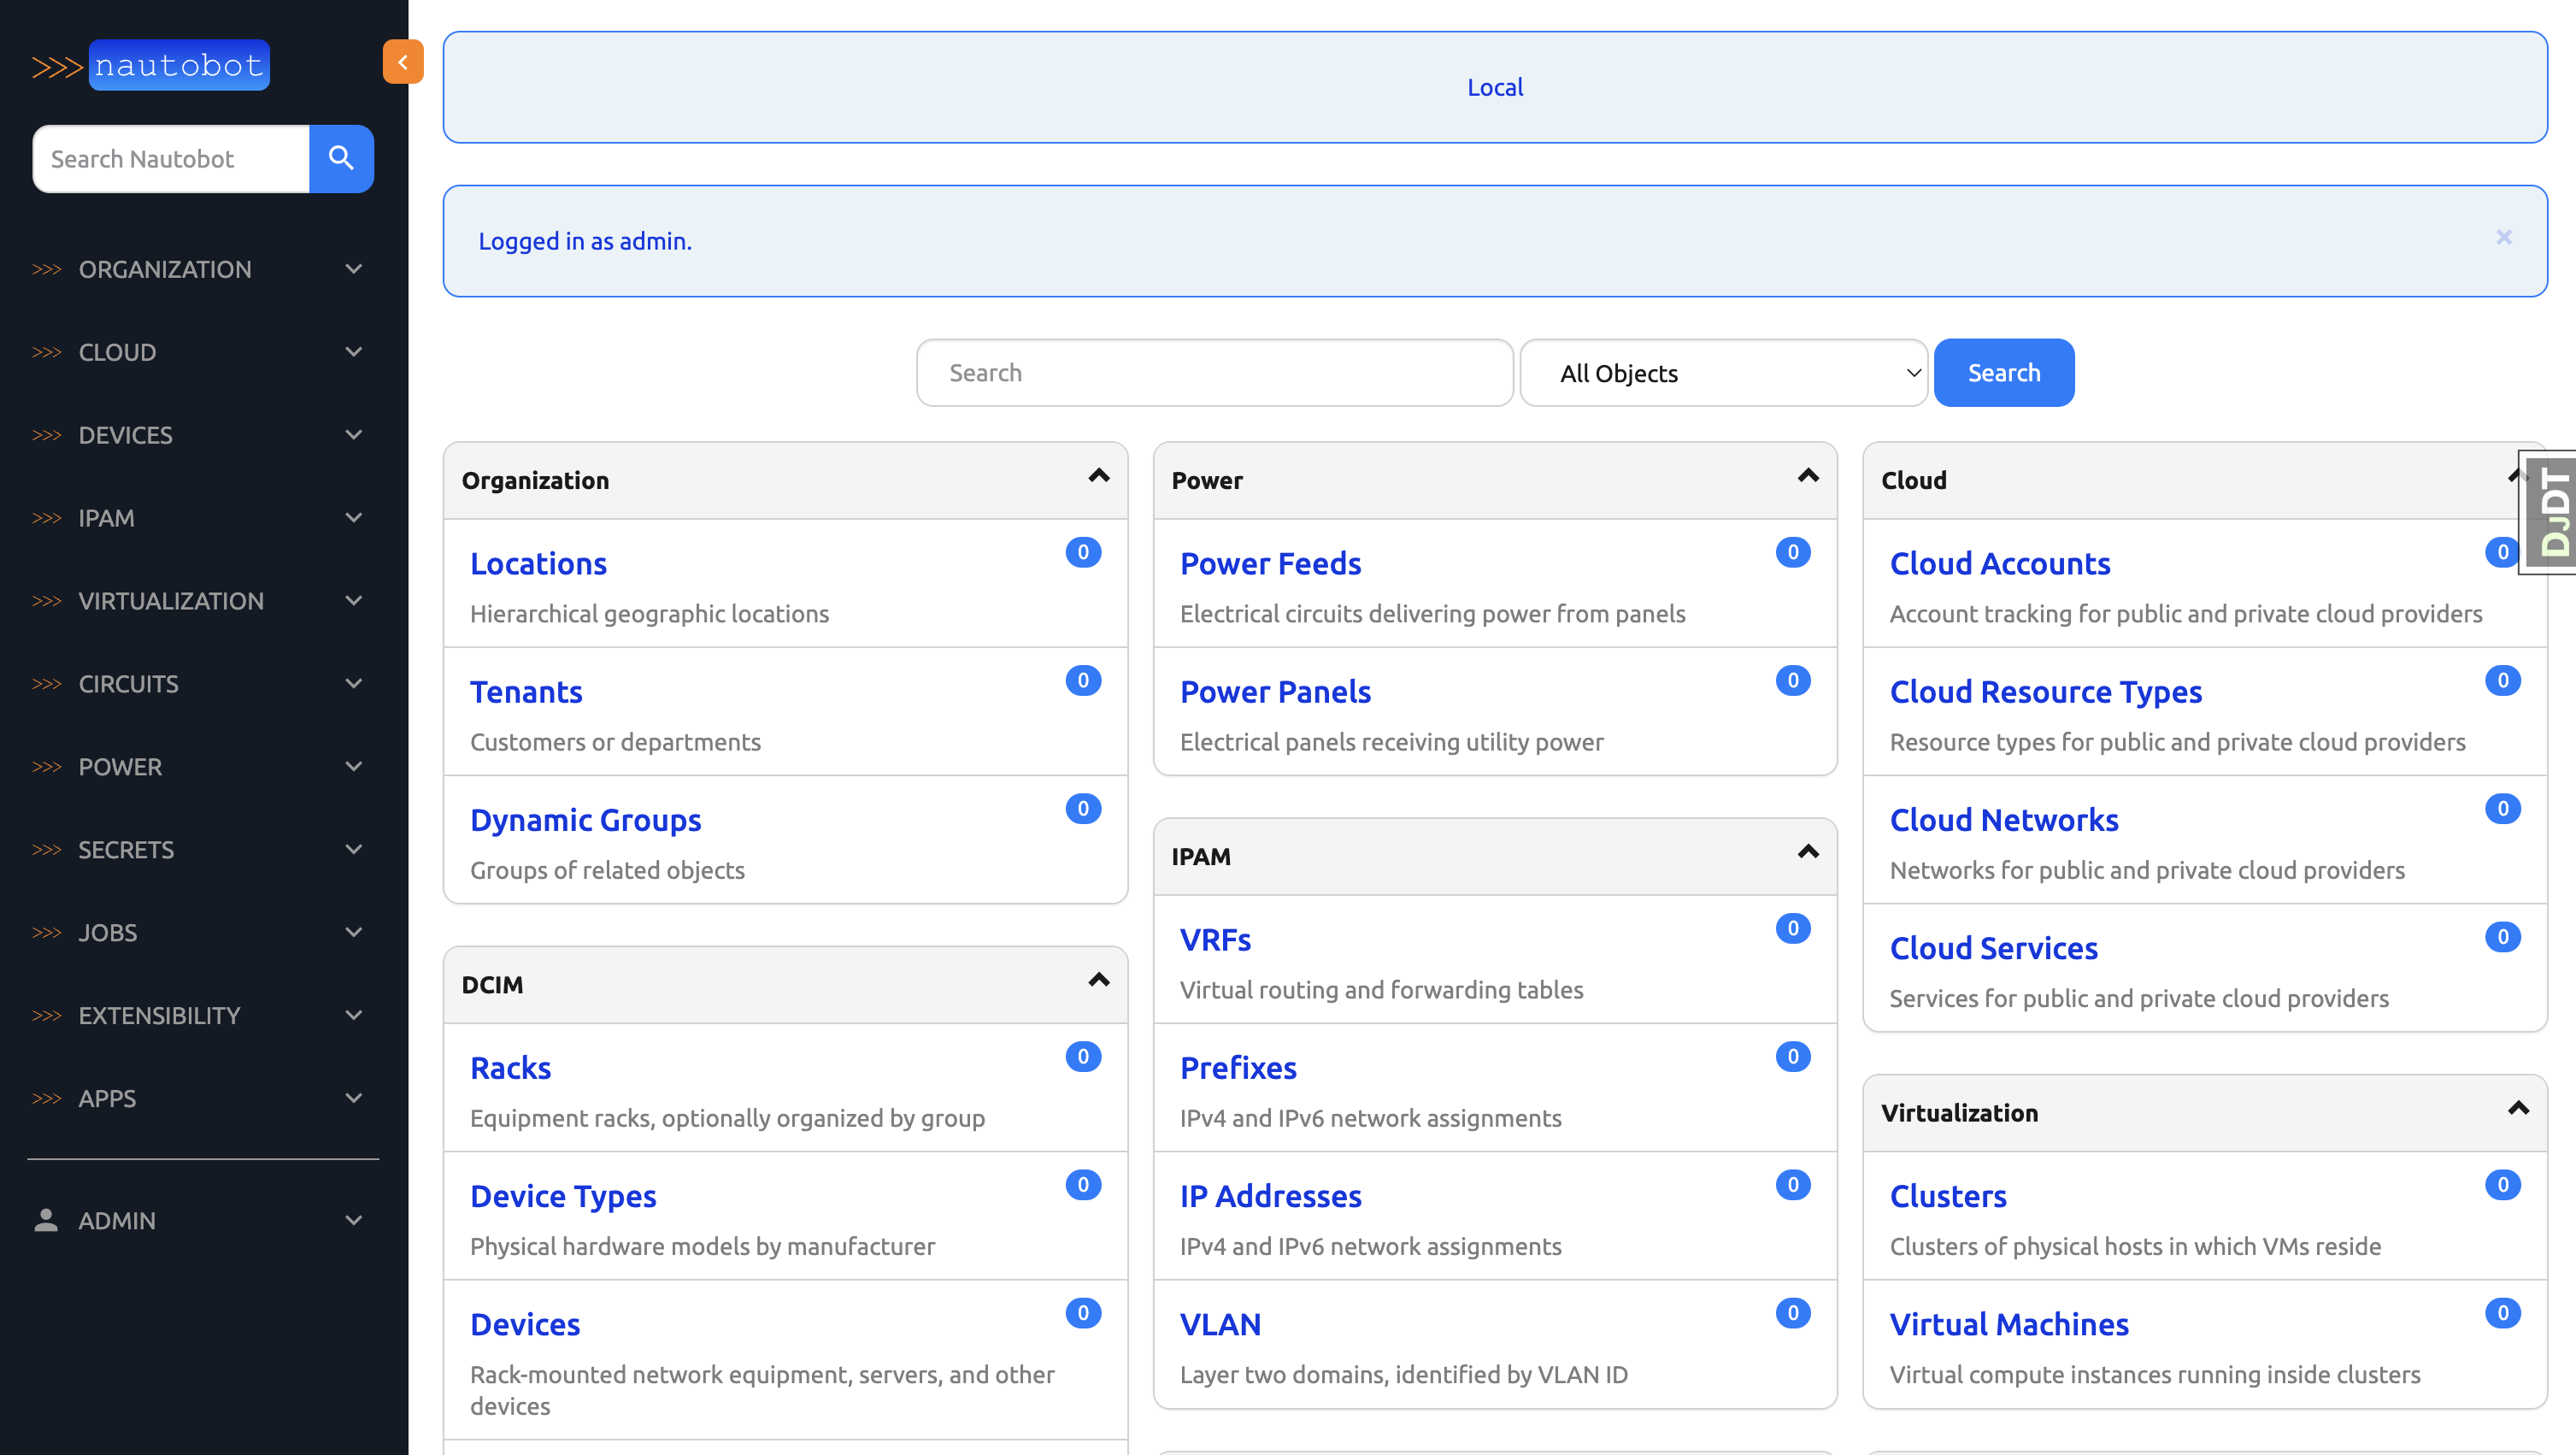 >>> nautobot
Search Nautobot
>>> ORGANIZATION
>>> CLOUD
>>> DEVICES
>>> IPAM
>>> VIRTUALIZATION
>>> CIRCUITS
>>> POWER
>>> SECRETS
>>> JOBS
>>> EXTENSIBILITY
>>> APPS
ADMIN
Local
Logged in as admin.
×
Search
All Objects
Search
Organization
Locations
0
Hierarchical geographic locations
Tenants
0
Customers or departments
Dynamic Groups
0
Groups of related objects
DCIM
Racks
0
Equipment racks, optionally organized by group
Device Types
0
Physical hardware models by manufacturer
Devices
0
Rack-mounted network equipment, servers, and other
devices
Power
Power Feeds
0
Electrical circuits delivering power from panels
Power Panels
0
Electrical panels receiving utility power
IPAM
VRFs
0
Virtual routing and forwarding tables
Prefixes
0
IPv4 and IPv6 network assignments
IP Addresses
0
IPv4 and IPv6 network assignments
VLAN
0
Layer two domains, identified by VLAN ID
Cloud
Cloud Accounts
0
Account tracking for public and private cloud providers
Cloud Resource Types
0
Resource types for public and private cloud providers
Cloud Networks
0
Networks for public and private cloud providers
Cloud Services
0
Services for public and private cloud providers
Virtualization
Clusters
0
Clusters of physical hosts in which VMs reside
Virtual Machines
0
Virtual compute instances running inside clusters
DJDT